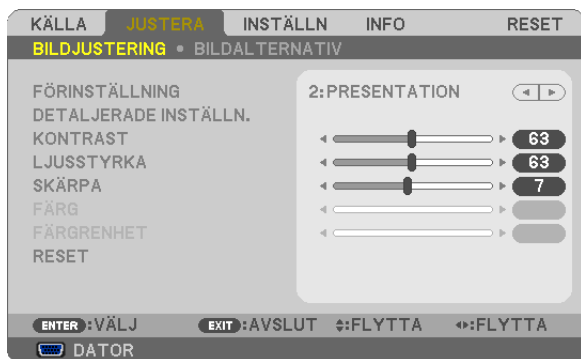 KÄLLA JUSTERA INSTÄLLN INFO RESET
BILDJUSTERING • BILDALTERNATIV
FÖRINSTÄLLNING 2:PRESENTATION
DETALJERADE INSTÄLLN.
KONTRAST 63
LJUSSTYRKA 63
SKÄRPA 7
FÄRG
FÄRGRENHET
RESET
ENTER:VÄLJ EXIT:AVSLUT :FLYTTA :FLYTTA
DATOR